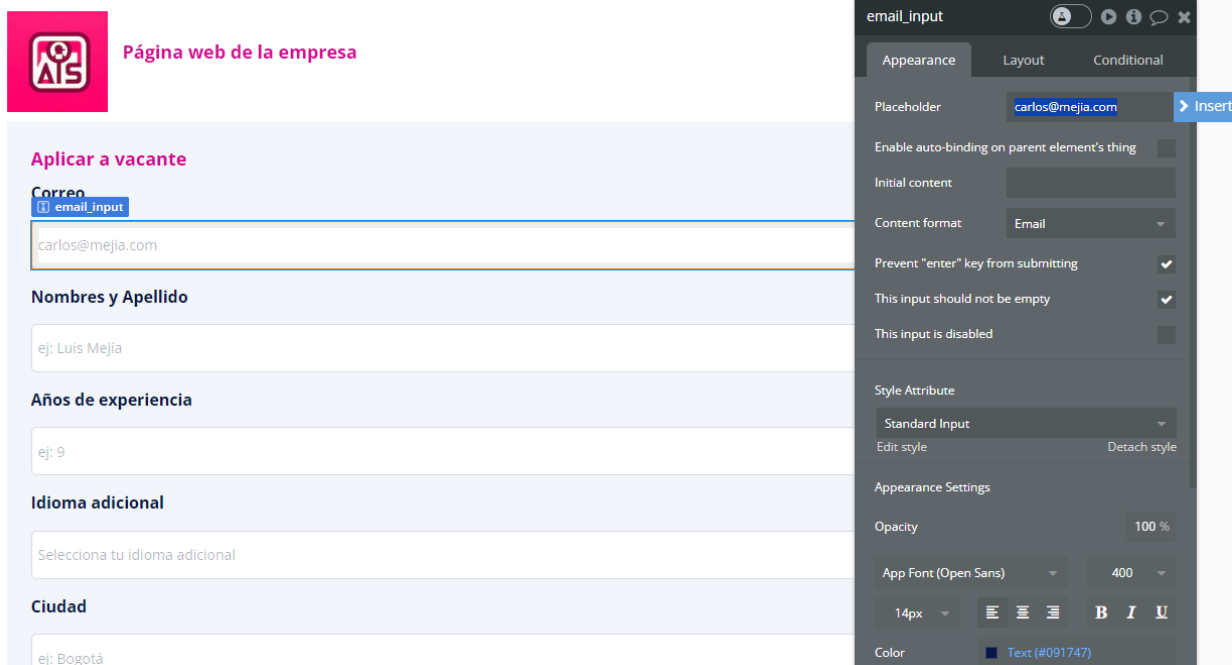 ATS
Página web de la empresa
Aplicar a vacante
Correo
email_input
carlos@mejia.com
Nombres y Apellido
ej: Luis Mejía
Años de experiencia
ej: 9
Idioma adicional
Selecciona tu idioma adicional
Ciudad
ej: Bogotá
email_input
Appearance Layout Conditional
Placeholder carlos@mejia.com Insert
Enable auto-binding on parent element's thing
Initial content
Content format Email
Prevent "enter" key from submitting
This input should not be empty
This input is disabled
Style Attribute
Standard Input
Edit style Detach style
Appearance Settings
Opacity 100 %
App Font (Open Sans) 400
14px B I U
Color Text (#091747)